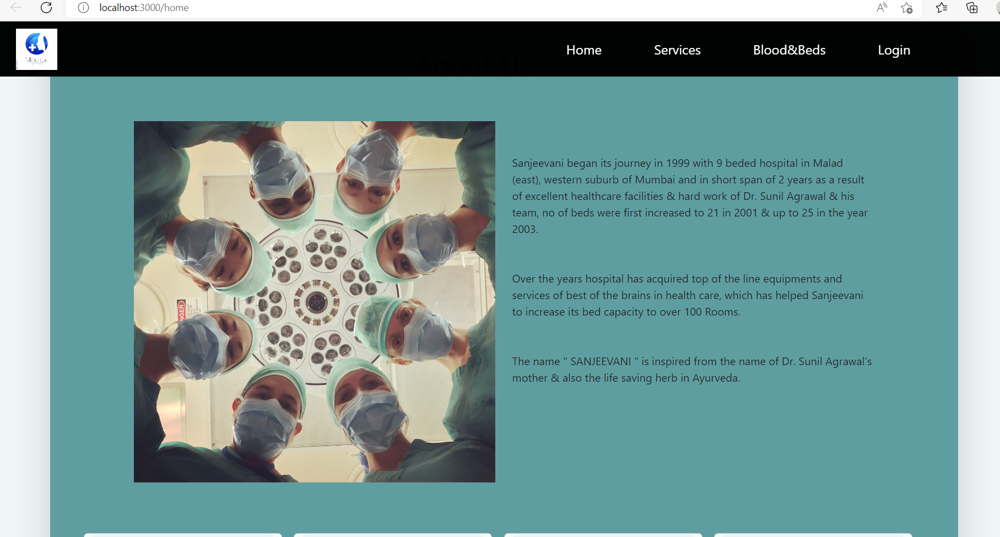 localhost:3000/home
Medical
Home Services Blood&Beds Login
About Us
Sanjeevani began its journey in 1999 with 9 beded hospital in Malad
(east), western suburb of Mumbai and in short span of 2 years as a result
of excellent healthcare facilities & hard work of Dr. Sunil Agrawal & his
team, no of beds were first increased to 21 in 2001 & up to 25 in the year
2003.
Over the years hospital has acquired top of the line equipments and
services of best of the brains in health care, which has helped Sanjeevani
to increase its bed capacity to over 100 Rooms.
The name " SANJEEVANI " is inspired from the name of Dr. Sunil Agrawal's
mother & also the life saving herb in Ayurveda.
DANGER